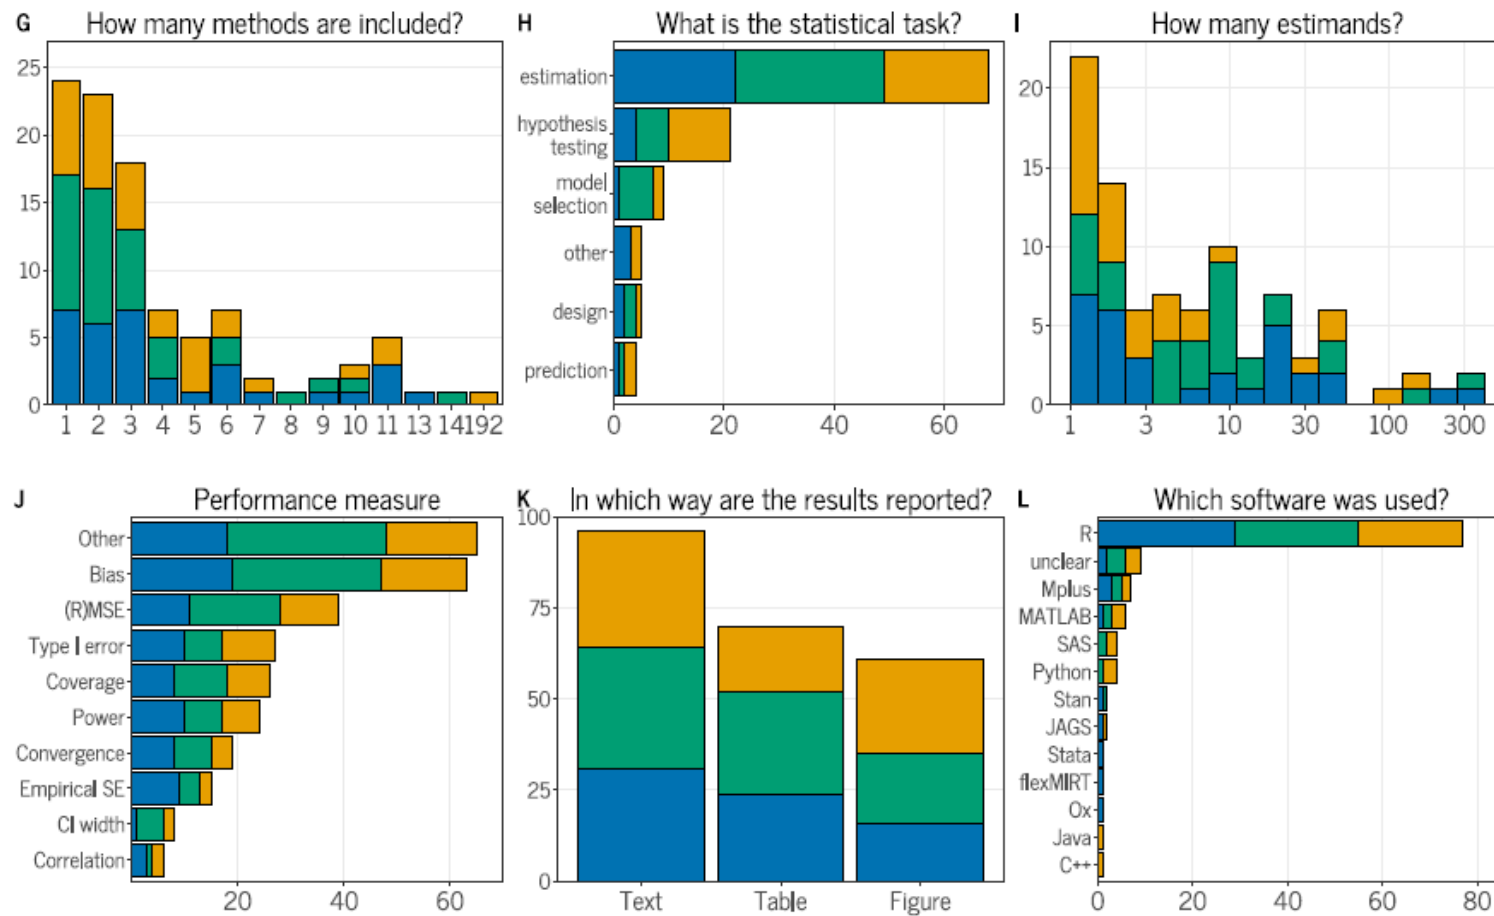 G How many methods are included?
25
20
15
10
5
0
1 2 3 4 5 6 7 8 9 10 11 13 14 192
H What is the statistical task?
estimation
hypothesis
testing
model
selection
other
design
prediction
0 20 40 60
I How many estimands?
20
15
10
5
0
1 3 10 30 100 300
J Performance measure
Other
Bias
(R)MSE
Type I error
Coverage
Power
Convergence
Empirical SE
CI width
Correlation
20 40 60
K In which way are the results reported?
100
75
50
25
0
Text Table Figure
L Which software was used?
R
unclear
Mplus
MATLAB
SAS
Python
Stan
JAGS
Stata
flexMIRT
Ox
Java
C++
0 20 40 60 80